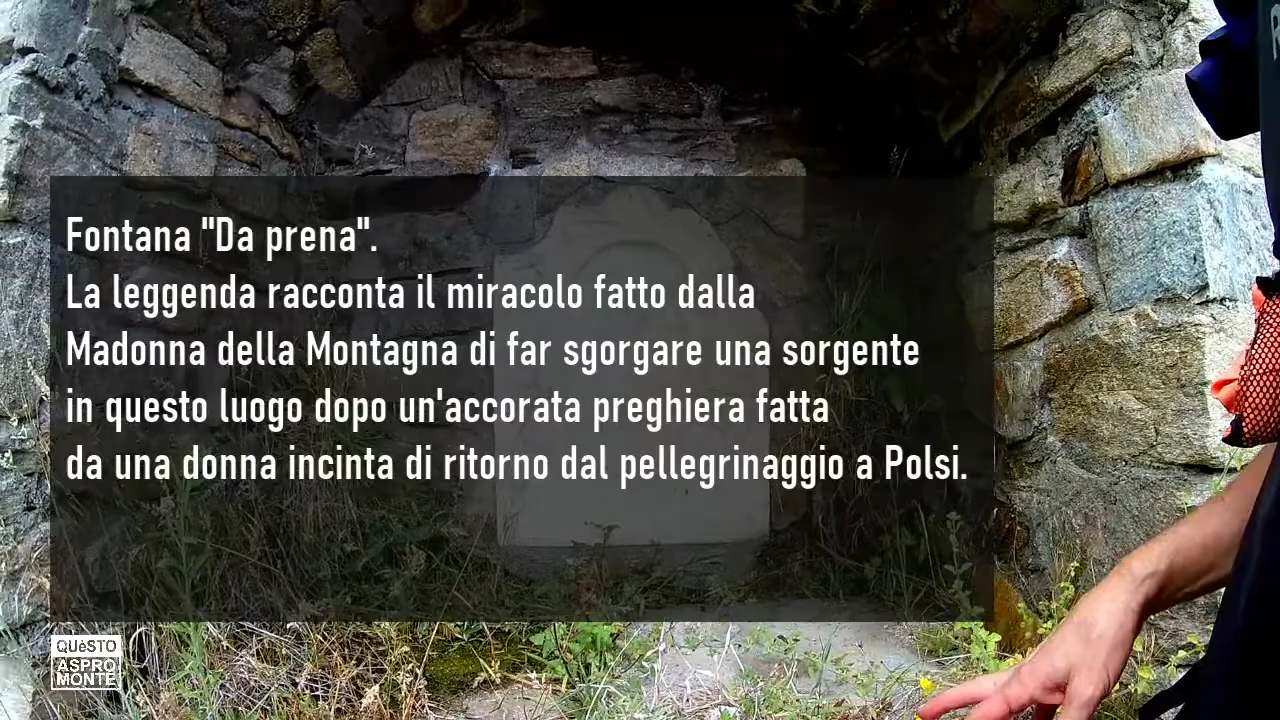 Fontana "Da prena".
La leggenda racconta il miracolo fatto dalla
Madonna della Montagna di far sgorgare una sorgente
in questo luogo dopo un'accorata preghiera fatta
da una donna incinta di ritorno dal pellegrinaggio a Polsi.
QUèSTO
ASPRO
MONTE